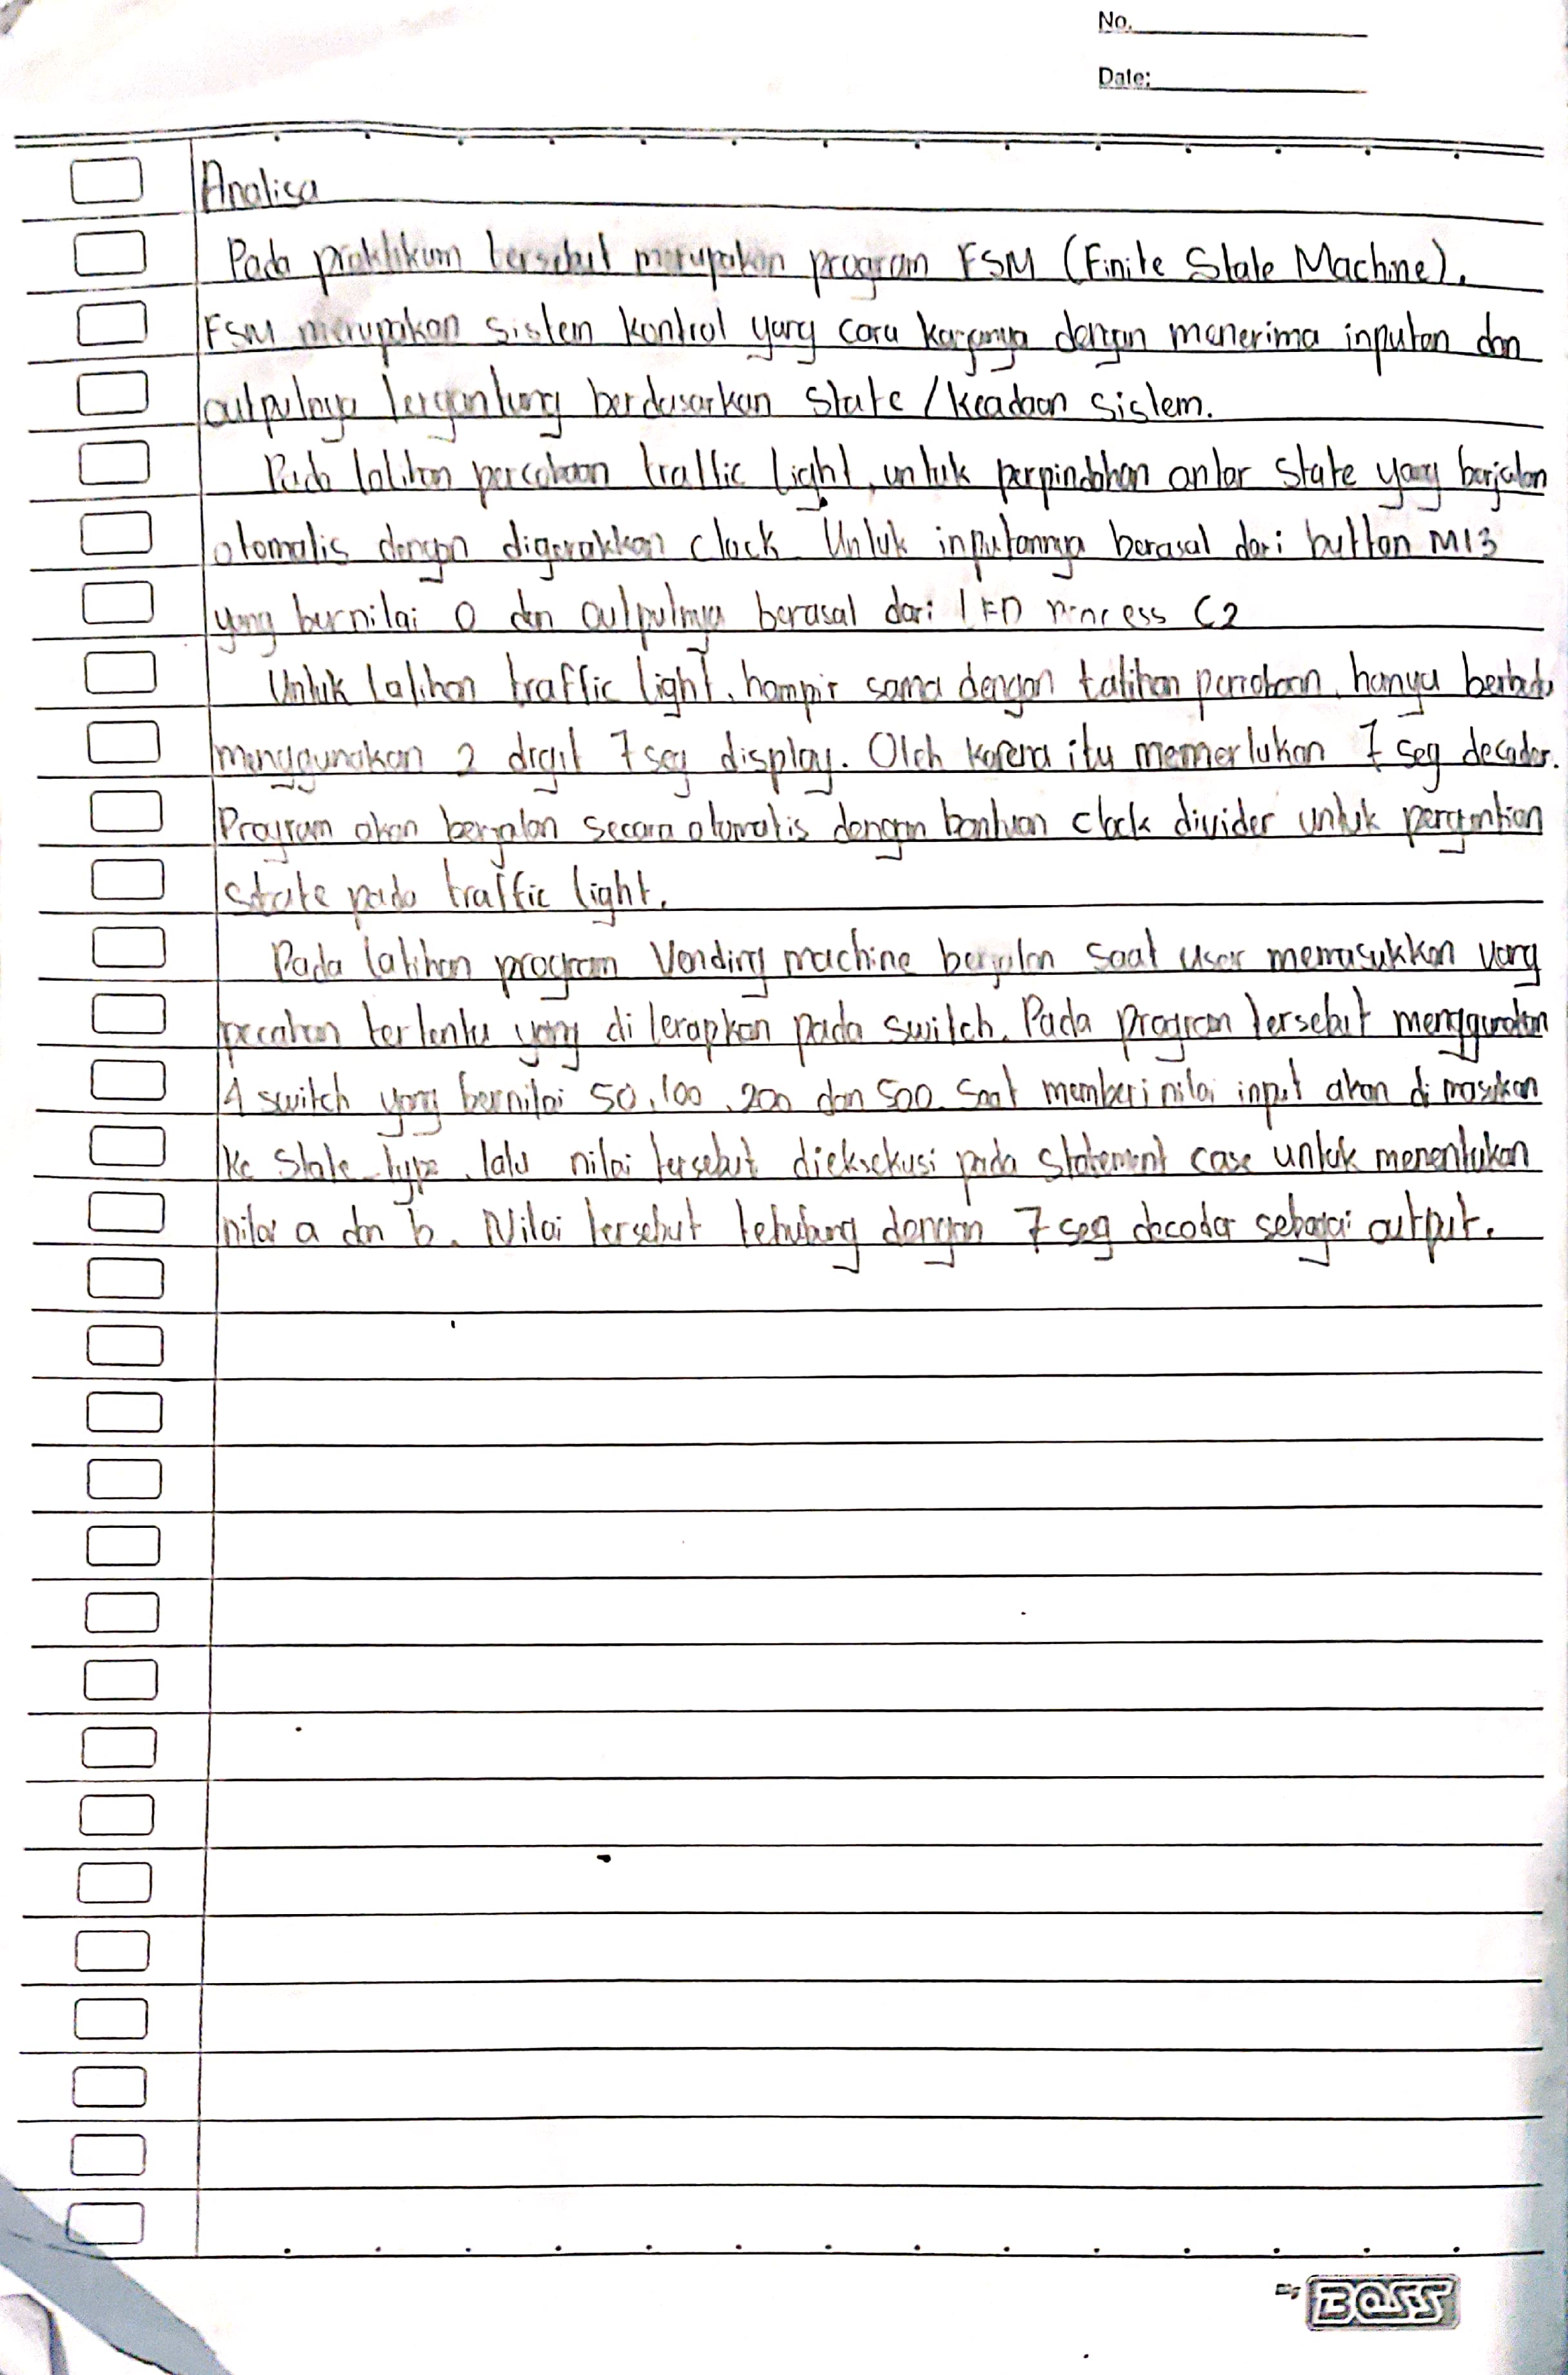 No.
Date:
Analisa
Pada praktikum tersebut merupakan program FSM (Finite State Machine).
FSM merupakan sistem kontrol yang cara kerjanya dengan menerima inputan dan
outputnya tergantung berdasarkan state/keadaan sistem.
Pada latihan percobaan traffic light, untuk perpindahan antar state yang berjalan
otomatis dengan digerakkan clock. Untuk inputannya berasal dari button M13
yang bernilai 0 dan outputnya berasal dari LED C2
Untuk latihan traffic light, hampir sama dengan latihan percobaan, hanya berbeda
menggunakan 2 digit 7 seg display. Oleh karena itu memerlukan 7 seg decoder.
Program akan berjalan secara otomatis dengan bantuan clock divider untuk pergantian
state pada traffic light.
Pada latihan program Vending machine berjalan saat user memasukkan uang
pecahan tertentu yang diterapkan pada switch. Pada program tersebut menggunakan
4 switch yang bernilai 50, 100, 200 dan 500. Saat memberi nilai input akan dimasukan
ke state type, lalu nilai tersebut dieksekusi pada statement case untuk menentukan
nilai a dan b. Nilai tersebut terhubung dengan 7 seg decoder sebagai output.
BOSS